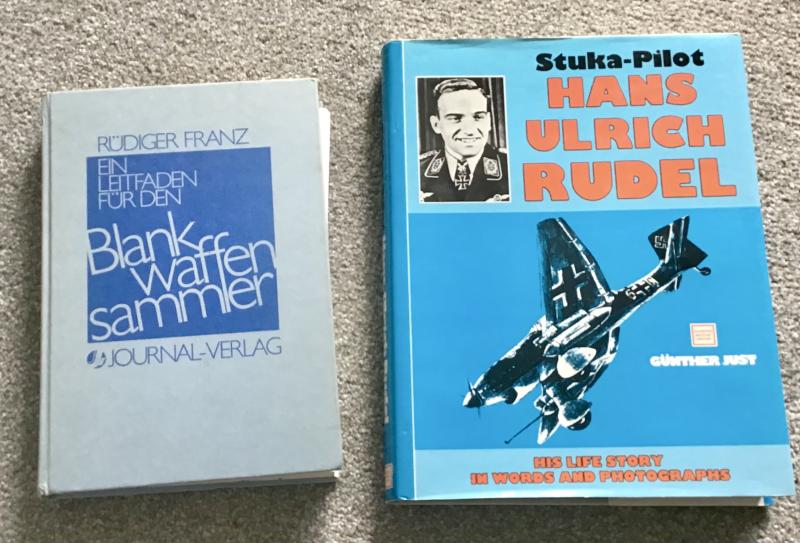 RÜDIGER FRANZ
EIN
LEITFADEN
FÜR DEN
Blank
waffen
sammler
JOURNAL-VERLAG
Stuka-Pilot
HANS
ULRICH
RUDEL
GÜNTHER JUST
HIS LIFE STORY
IN WORDS AND PHOTOGRAPHS